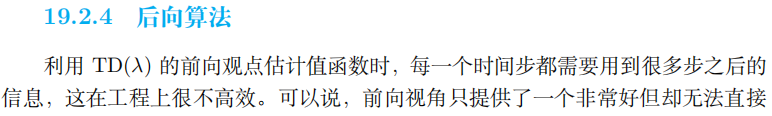 19.2.4 后向算法
利用 TD(λ) 的前向观点估计值函数时，每一个时间步都需要用到很多步之后的
信息，这在工程上很不高效。可以说，前向视角只提供了一个非常好但却无法直接